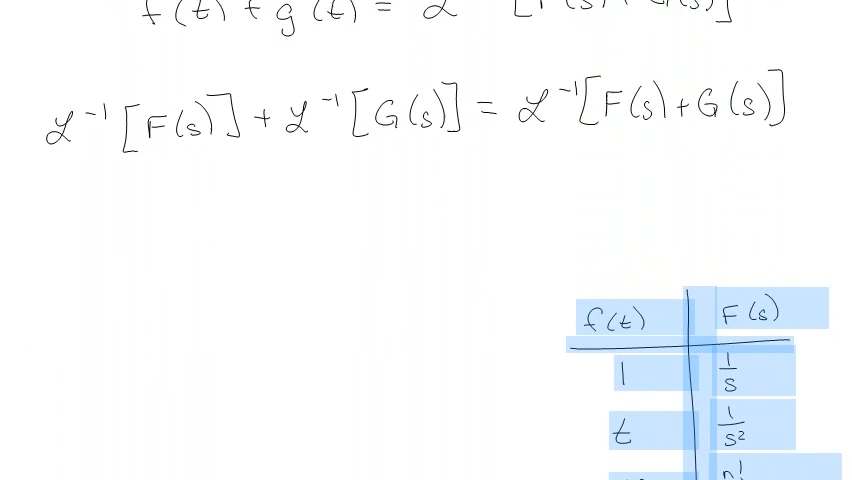 f(t) + g(t) = ℒ [F(s) + G(s)]
ℒ⁻¹[F(s)] + ℒ⁻¹[G(s)] = ℒ⁻¹[F(s) + G(s)]
f(t) F(s)
1 1/s
t 1/s²
n!